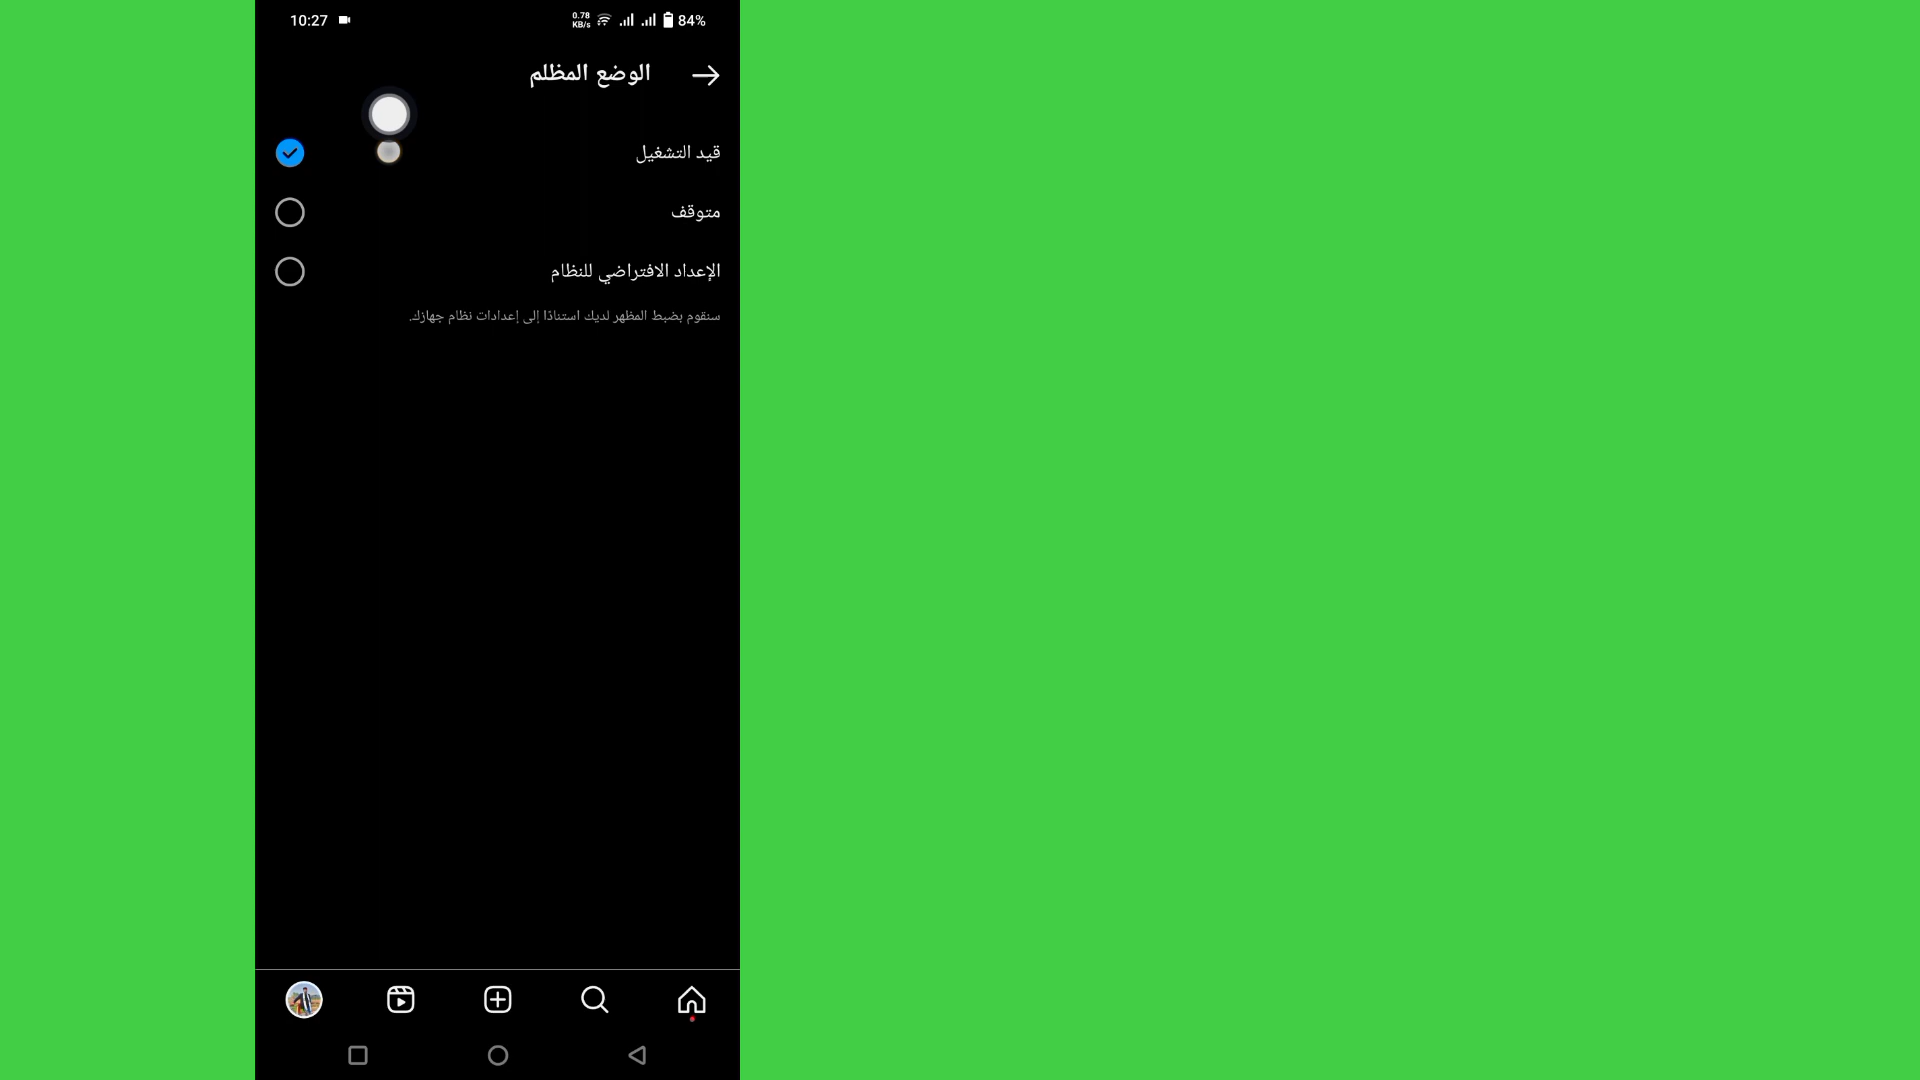 10:27
0.78
KB/s
84%
الوضع المظلم
قيد التشغيل
متوقف
الإعداد الافتراضي للنظام
سنقوم بضبط المظهر لديك استنادًا إلى إعدادات نظام جهازك.